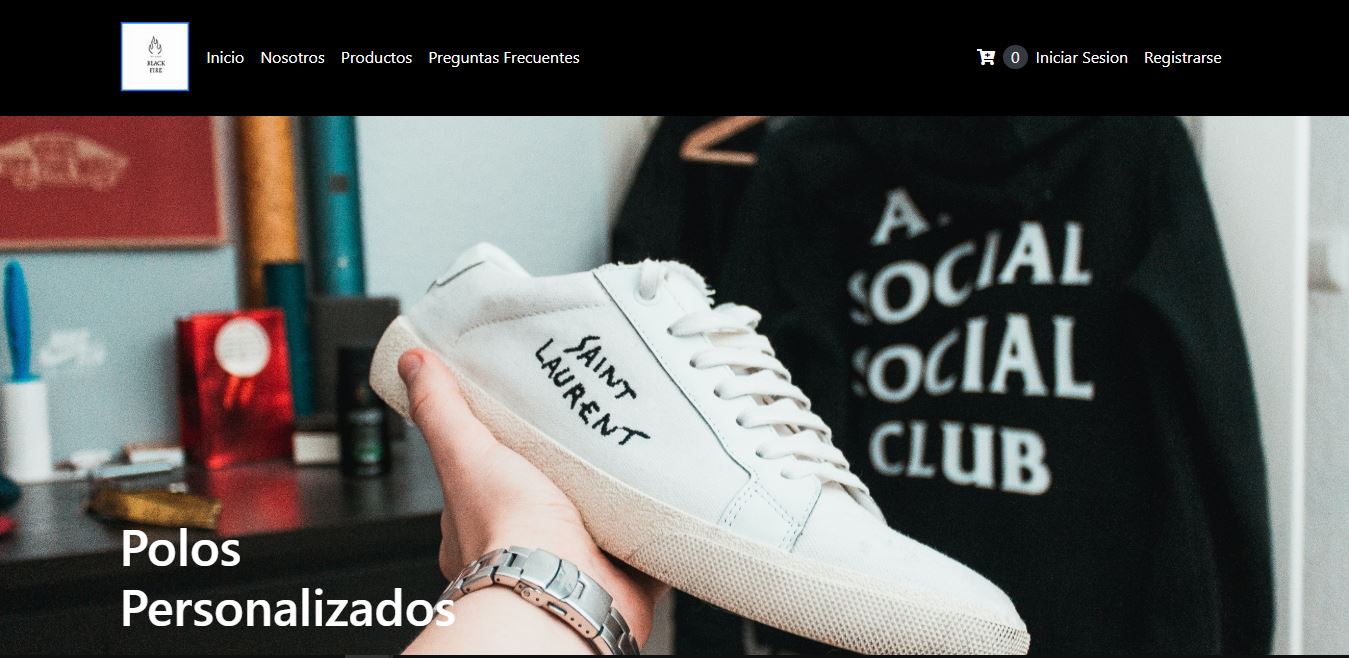 BLACK
FIRE
Inicio Nosotros Productos Preguntas Frecuentes
0 Iniciar Sesion Registrarse
A.
SOCIAL
SOCIAL
CLUB
SAINT
LAURENT
Polos
Personalizados